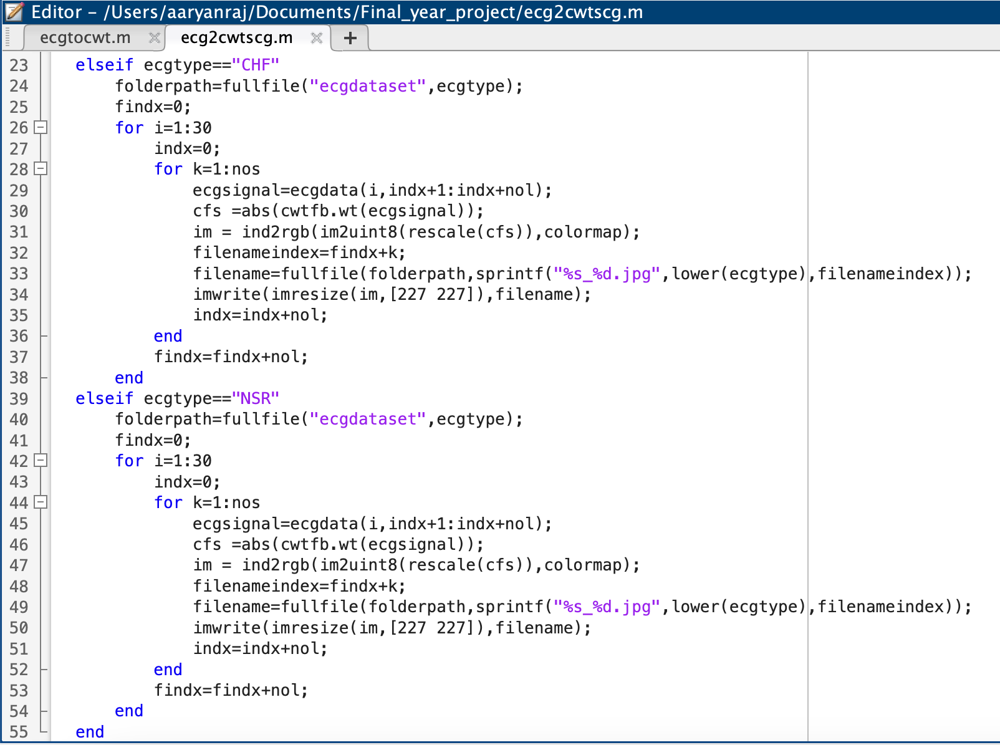 Editor – /Users/aaryanraj/Documents/Final_year_project/ecg2cwtscg.m
ecgtocwt.m ecg2cwtscg.m +
23 elseif ecgtype=="CHF"
24 folderpath=fullfile("ecgdataset",ecgtype);
25 findx=0;
26 for i=1:30
27 indx=0;
28 for k=1:nos
29 ecgsignal=ecgdata(i,indx+1:indx+nol);
30 cfs =abs(cwtfb.wt(ecgsignal));
31 im = ind2rgb(im2uint8(rescale(cfs)),colormap);
32 filenameindex=findx+k;
33 filename=fullfile(folderpath,sprintf("%s_%d.jpg",lower(ecgtype),filenameindex));
34 imwrite(imresize(im,[227 227]),filename);
35 indx=indx+nol;
36 end
37 findx=findx+nol;
38 end
39 elseif ecgtype=="NSR"
40 folderpath=fullfile("ecgdataset",ecgtype);
41 findx=0;
42 for i=1:30
43 indx=0;
44 for k=1:nos
45 ecgsignal=ecgdata(i,indx+1:indx+nol);
46 cfs =abs(cwtfb.wt(ecgsignal));
47 im = ind2rgb(im2uint8(rescale(cfs)),colormap);
48 filenameindex=findx+k;
49 filename=fullfile(folderpath,sprintf("%s_%d.jpg",lower(ecgtype),filenameindex));
50 imwrite(imresize(im,[227 227]),filename);
51 indx=indx+nol;
52 end
53 findx=findx+nol;
54 end
55 end